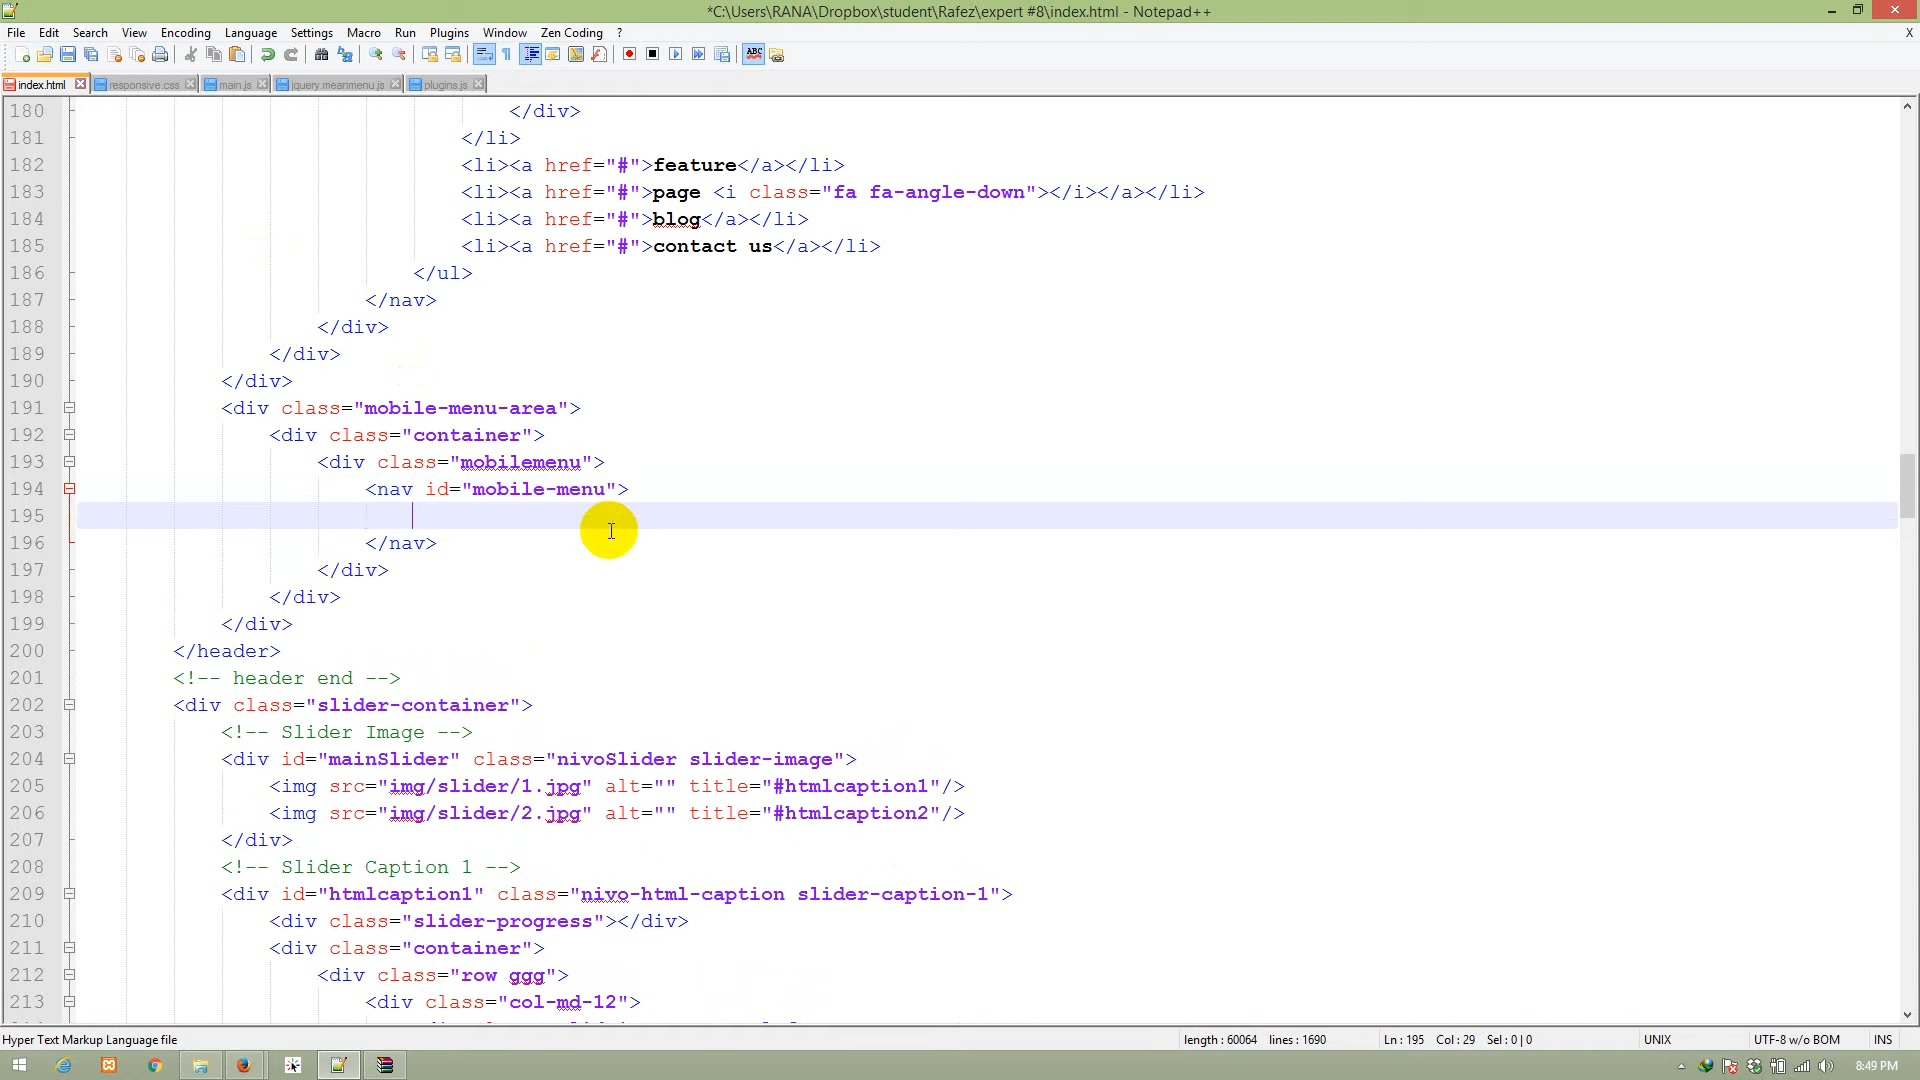 *C:\Users\RANA\Dropbox\student\Rafez\expert #8\index.html - Notepad++
File Edit Search View Encoding Language Settings Macro Run Plugins Window Zen Coding ? X
index.html responsive.css main.js jquery.meanmenu.js plugins.js
180 </div>
181 </li>
182 <li><a href="#">feature</a></li>
183 <li><a href="#">page <i class="fa fa-angle-down"></i></a></li>
184 <li><a href="#">blog</a></li>
185 <li><a href="#">contact us</a></li>
186 </ul>
187 </nav>
188 </div>
189 </div>
190 </div>
191 <div class="mobile-menu-area">
192 <div class="container">
193 <div class="mobilemenu">
194 <nav id="mobile-menu">
195
196 </nav>
197 </div>
198 </div>
199 </div>
200 </header>
201 <!-- header end -->
202 <div class="slider-container">
203 <!-- Slider Image -->
204 <div id="mainSlider" class="nivoSlider slider-image">
205 <img src="img/slider/1.jpg" alt="" title="#htmlcaption1"/>
206 <img src="img/slider/2.jpg" alt="" title="#htmlcaption2"/>
207 </div>
208 <!-- Slider Caption 1 -->
209 <div id="htmlcaption1" class="nivo-html-caption slider-caption-1">
210 <div class="slider-progress"></div>
211 <div class="container">
212 <div class="row ggg">
213 <div class="col-md-12">
Hyper Text Markup Language file length : 60064 lines : 1690 Ln : 195 Col : 29 Sel : 0 | 0 UNIX UTF-8 w/o BOM INS
8:49 PM